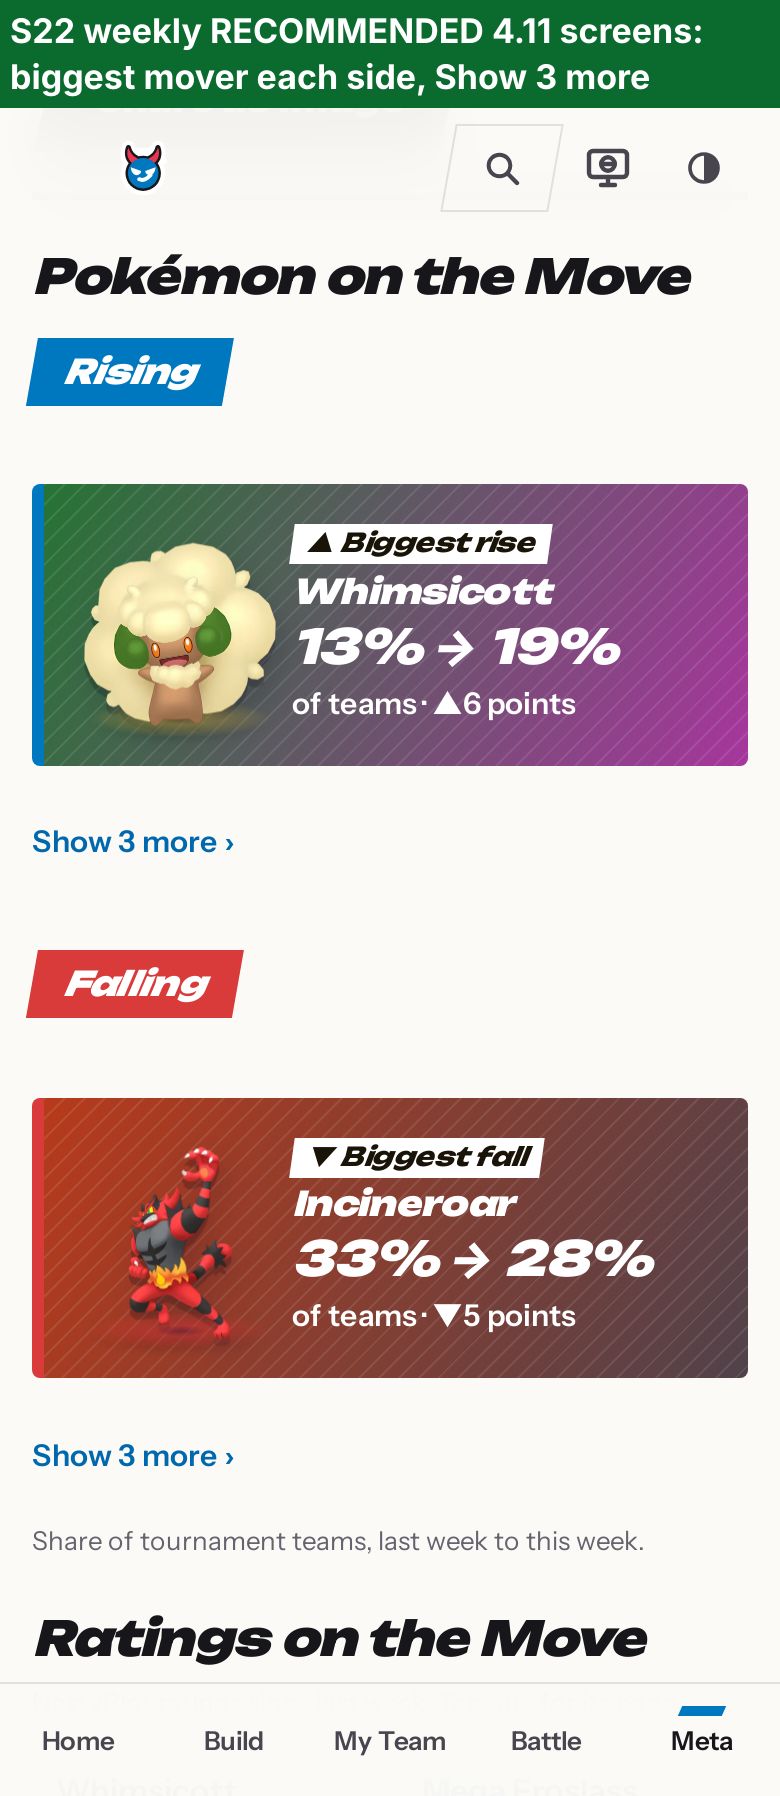 S22 weekly RECOMMENDED 4.11 screens:
biggest mover each side, Show 3 more
Pokémon on the Move
Rising
▲ Biggest rise
Whimsicott
13% → 19%
of teams · ▲6 points
Show 3 more ›
Falling
▼ Biggest fall
Incineroar
33% → 28%
of teams · ▼5 points
Show 3 more ›
Share of tournament teams, last week to this week.
Ratings on the Move
Home Build My Team Battle Meta
Whimsicott Mega Froslass